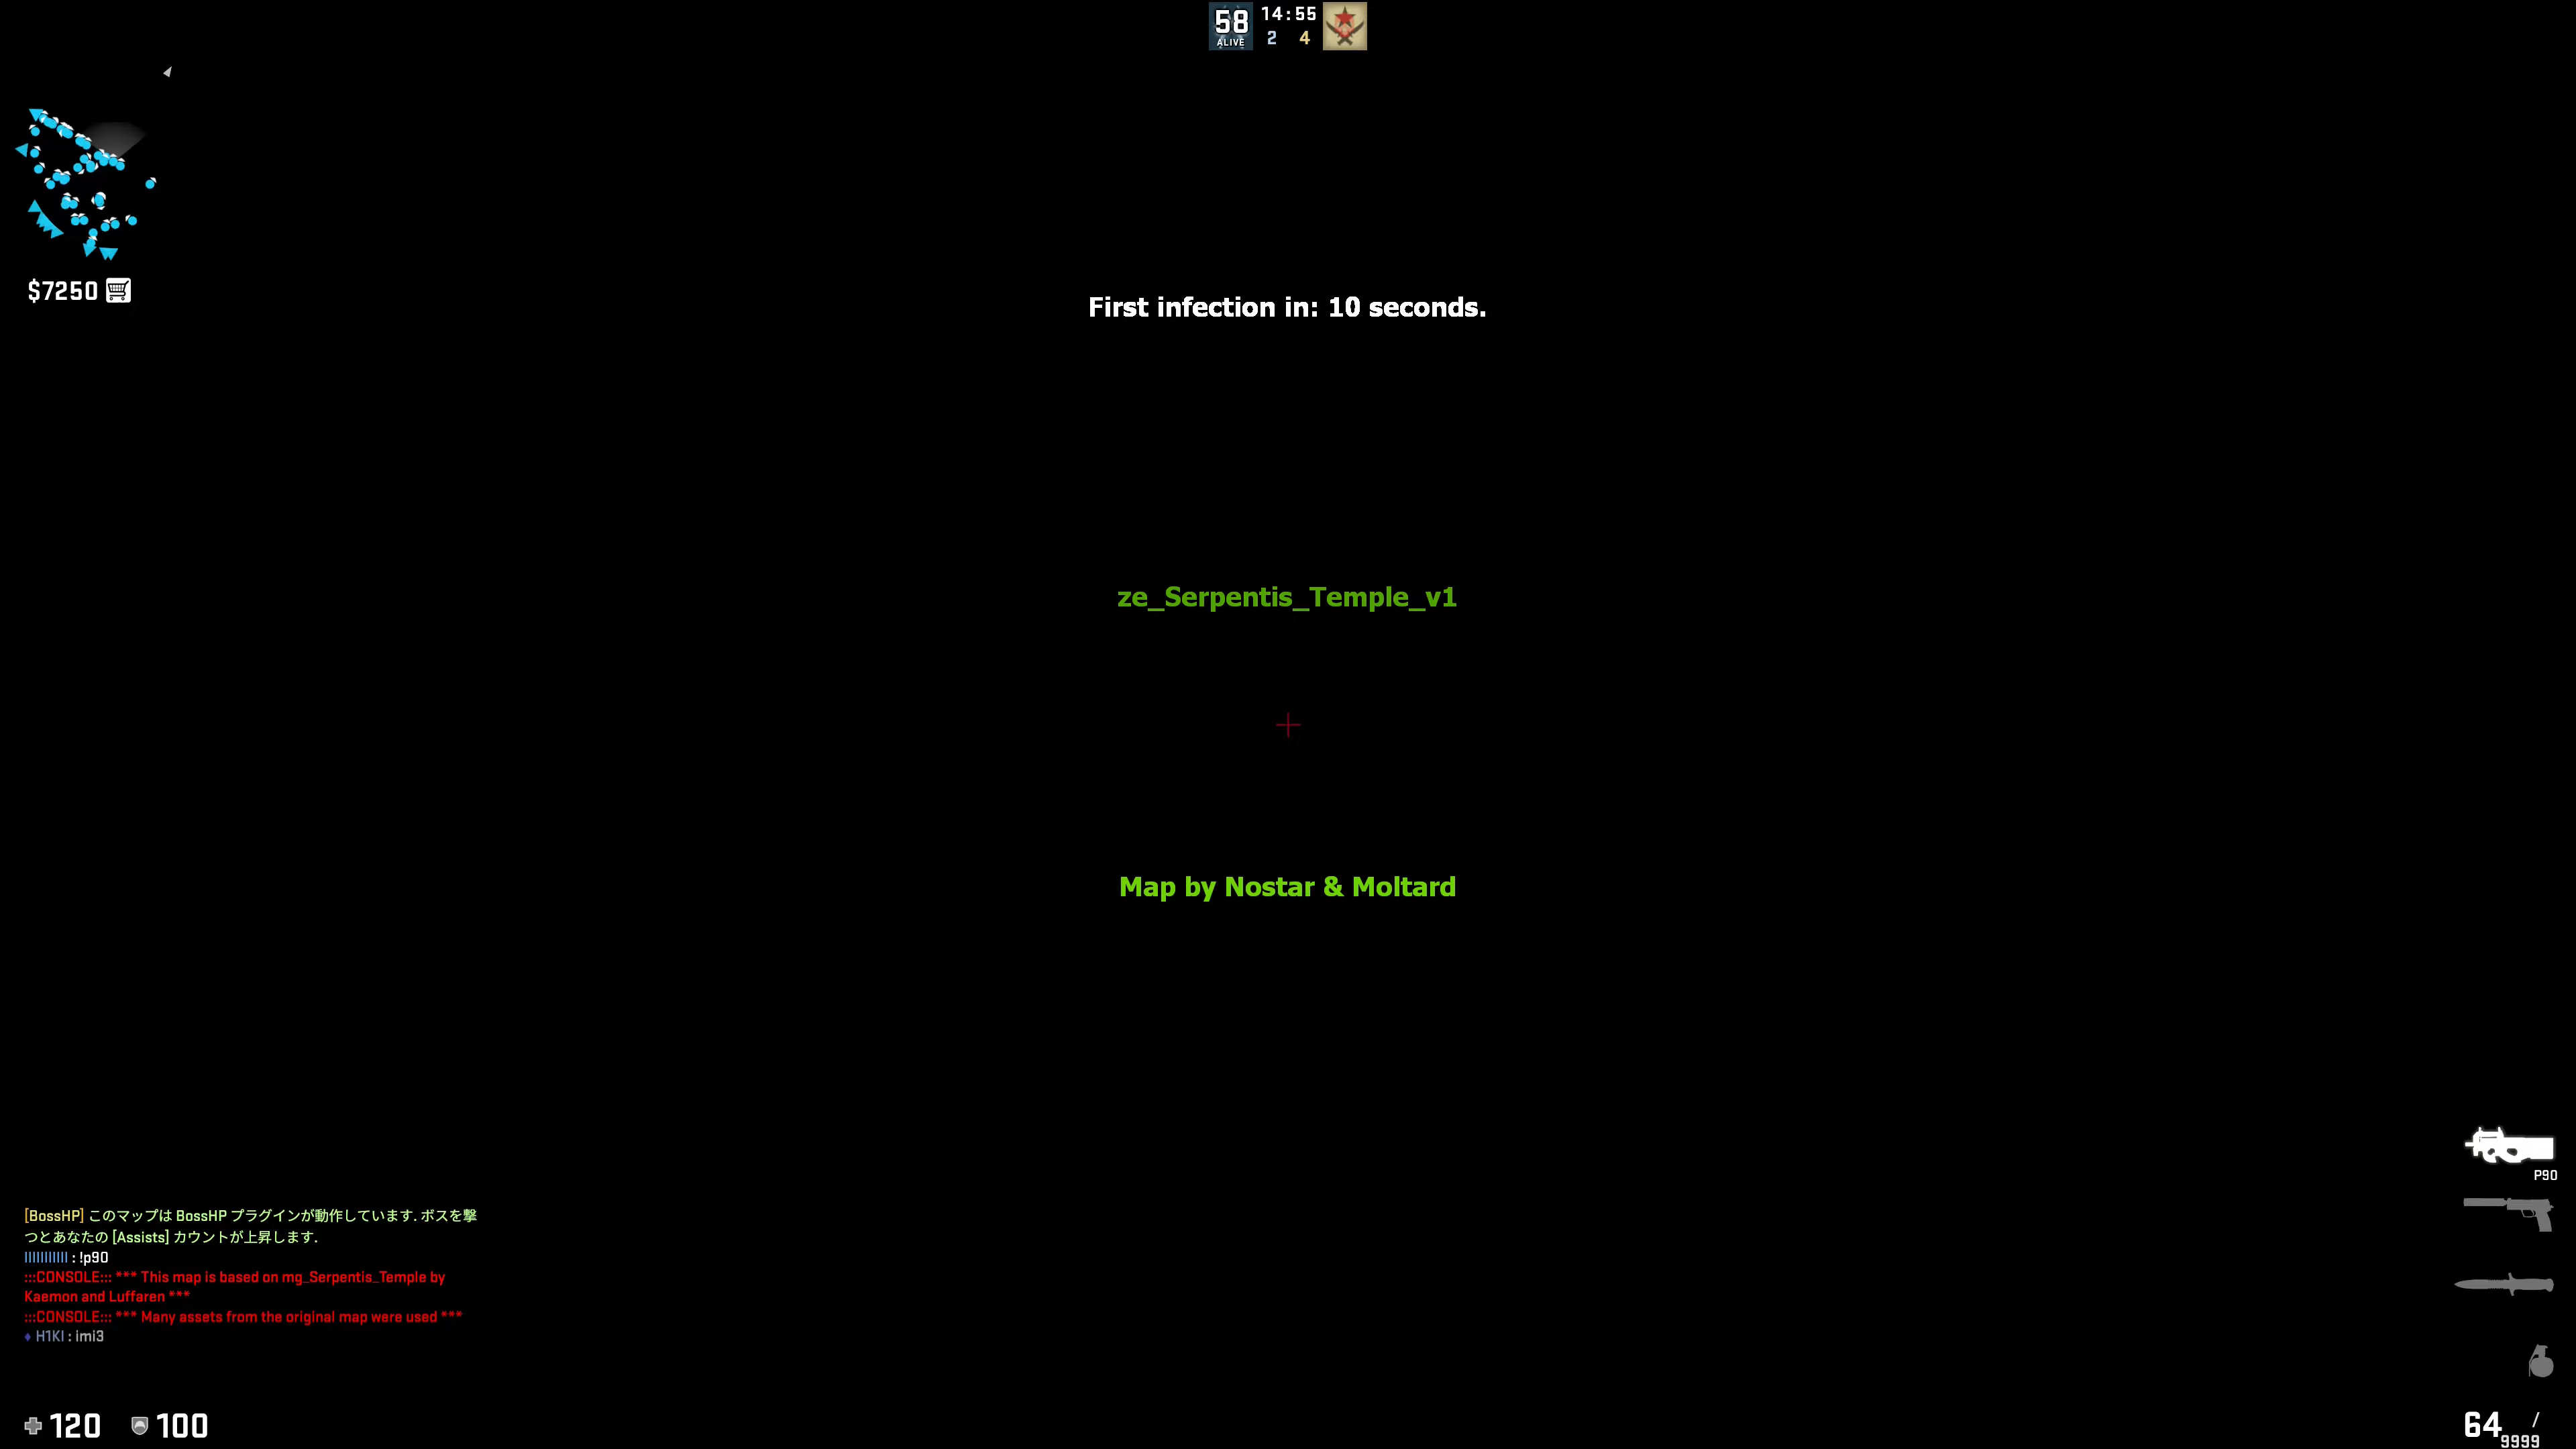 58
ALIVE
14:55
2 4
$7250
First infection in: 10 seconds.
ze_Serpentis_Temple_v1
Map by Nostar & Moltard
P90
[BossHP] このマップは BossHP プラグインが動作しています. ボスを撃
つとあなたの [Assists] カウントが上昇します.
IIIIIIIIIII : !p90
:::CONSOLE::: *** This map is based on mg_Serpentis_Temple by
Kaemon and Luffaren ***
:::CONSOLE::: *** Many assets from the original map were used ***
H1KI : imi3
120 100
64 / 9999